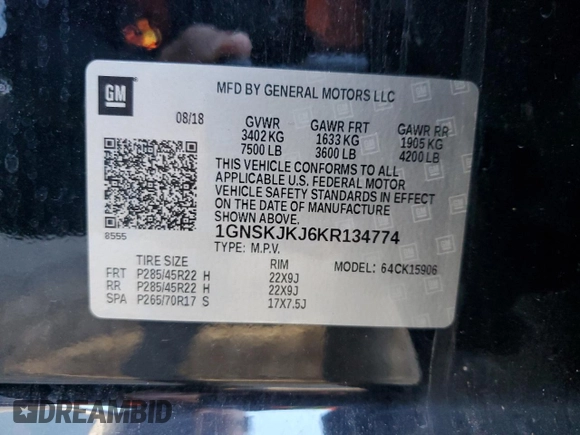 GM
MFD BY GENERAL MOTORS LLC
08/18
GVWR GAWR FRT GAWR RR
3402 KG 1633 KG 1905 KG
7500 LB 3600 LB 4200 LB
THIS VEHICLE CONFORMS TO ALL
APPLICABLE U.S. FEDERAL MOTOR
VEHICLE SAFETY STANDARDS IN EFFECT
ON THE DATE OF MANUFACTURE
SHOWN ABOVE.
8555
1GNSKJKJ6KR134774
TYPE: M.P.V.
TIRE SIZE RIM MODEL: 64CK15906
FRT P285/45R22 H 22X9J
RR P285/45R22 H 22X9J
SPA P265/70R17 S 17X7.5J
DREAMBID